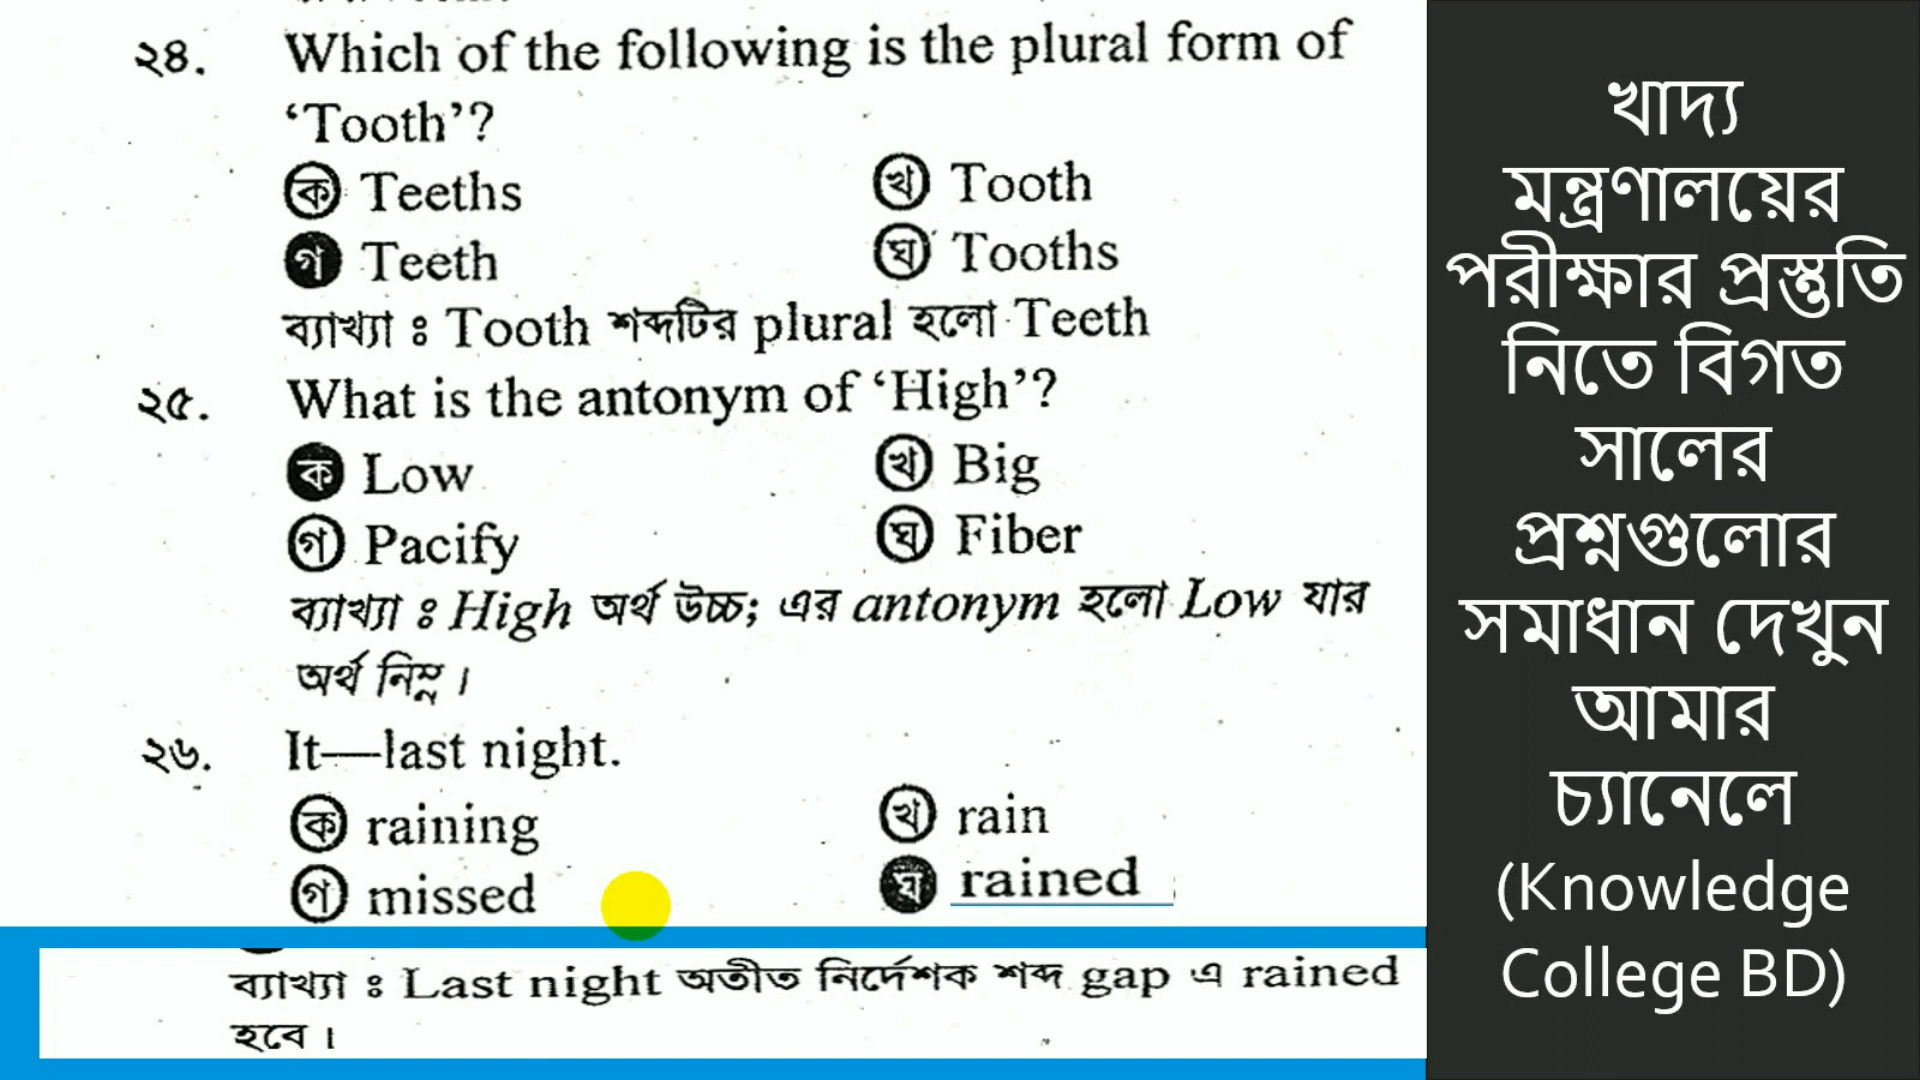 ২৪. Which of the following is the plural form of
‘Tooth’?
ক Teeths খ Tooth
গ Teeth ঘ Tooths
ব্যাখ্যা ঃ Tooth শব্দটির plural হলো Teeth
২৫. What is the antonym of ‘High’?
ক Low খ Big
গ Pacify ঘ Fiber
ব্যাখ্যা ঃ High অর্থ উচ্চ; এর antonym হলো Low যার
অর্থ নিম্ন।
২৬. It—last night.
ক raining খ rain
গ missed ঘ rained
ব্যাখ্যা ঃ Last night অতীত নির্দেশক শব্দ gap এ rained
হবে।
খাদ্য
মন্ত্রণালয়ের
পরীক্ষার প্রস্তুতি
নিতে বিগত
সালের
প্রশ্নগুলোর
সমাধান দেখুন
আমার
চ্যানেলে
(Knowledge
College BD)